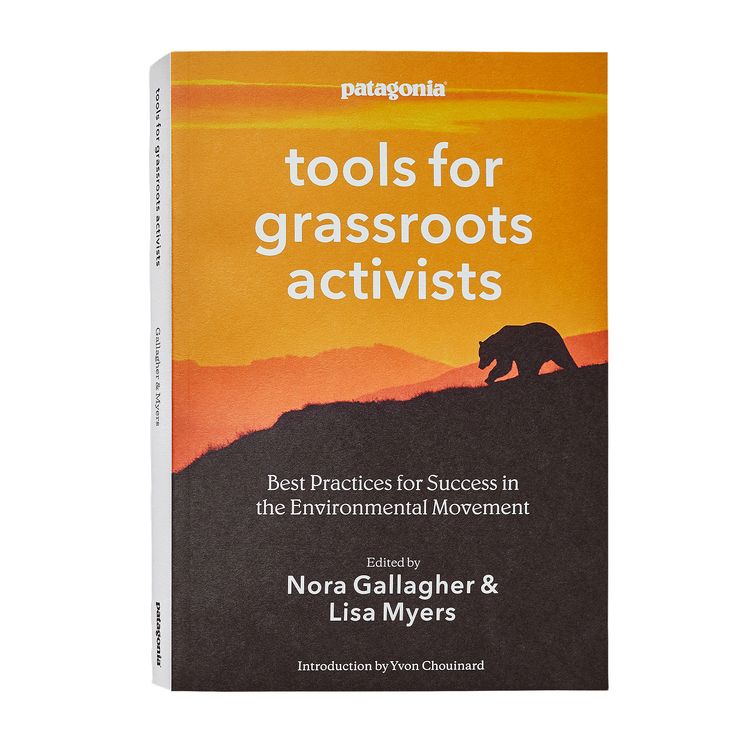 patagonia®
tools for
grassroots
activists
Best Practices for Success in
the Environmental Movement
Edited by
Nora Gallagher &
Lisa Myers
Introduction by Yvon Chouinard
tools for grassroots activists
Gallagher & Myers
patagonia